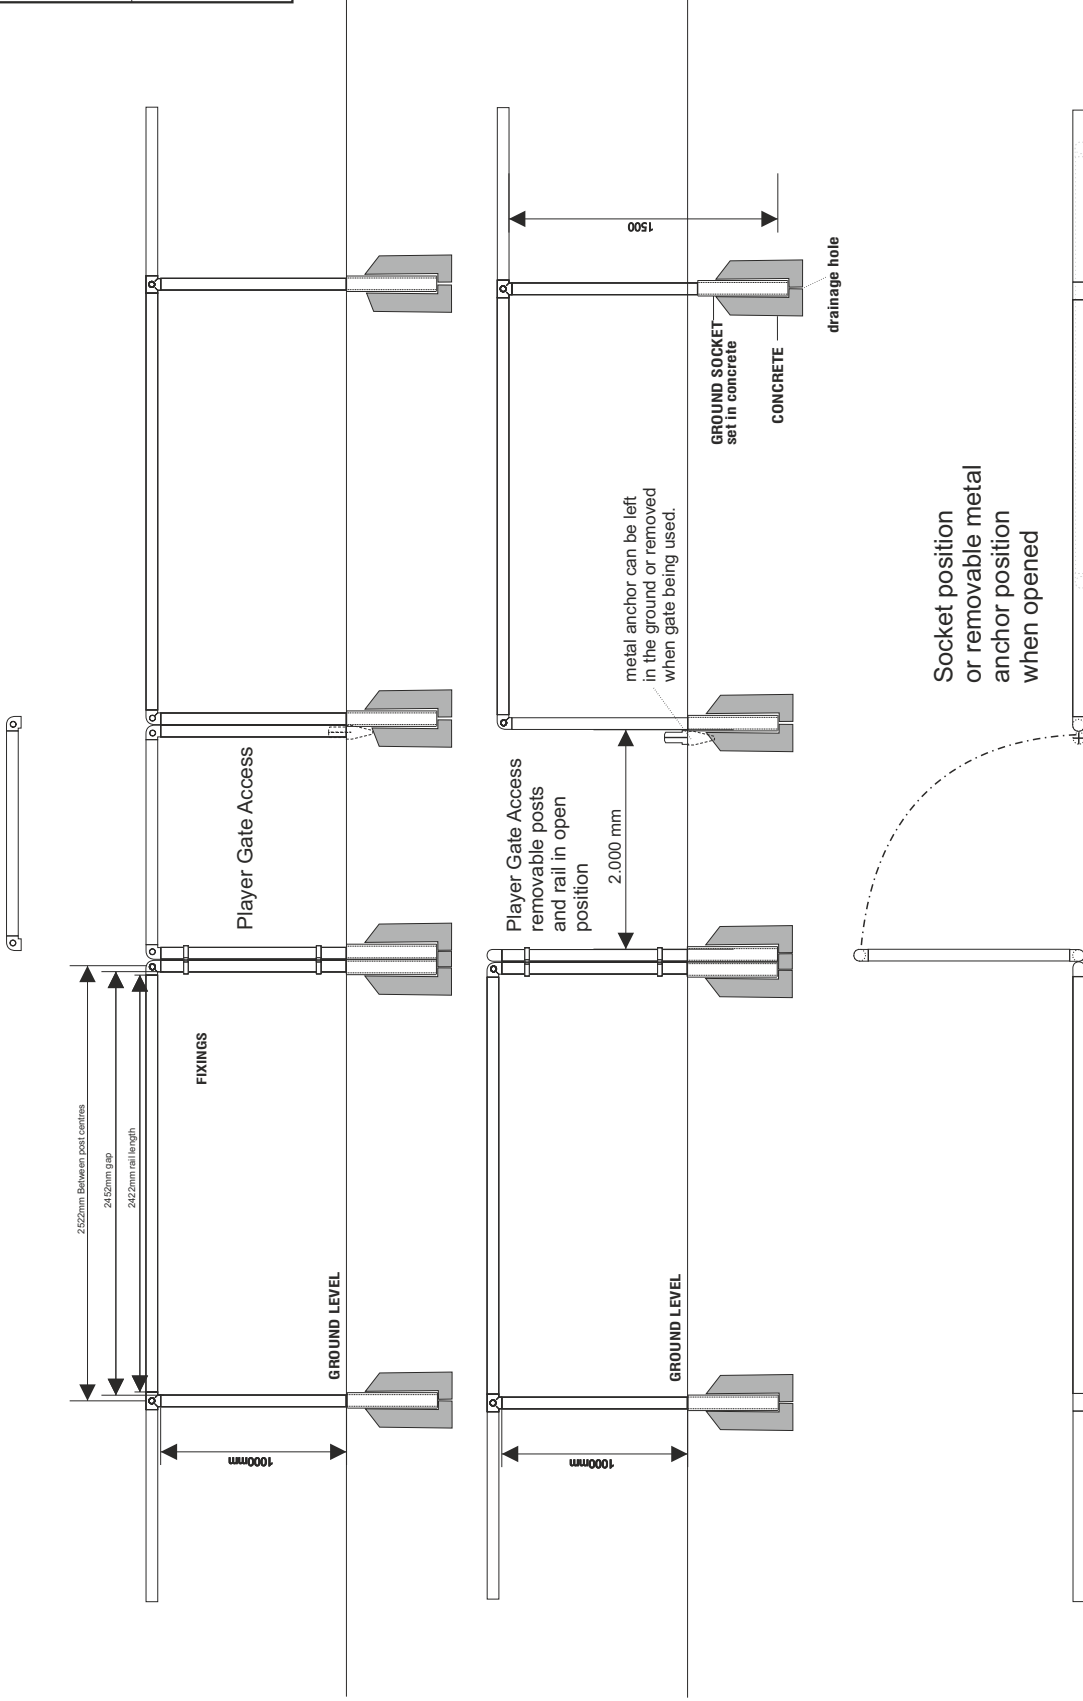 2522mm Between post centres
2452mm gap
2422mm rail length
FIXINGS
Player Gate Access
GROUND LEVEL
1000mm
Player Gate Access
removable posts
and rail in open
position
2.000 mm
metal anchor can be left
in the ground or removed
when gate being used.
1500
GROUND SOCKET
set in concrete
CONCRETE
drainage hole
GROUND LEVEL
1000mm
Socket position
or removable metal
anchor position
when opened